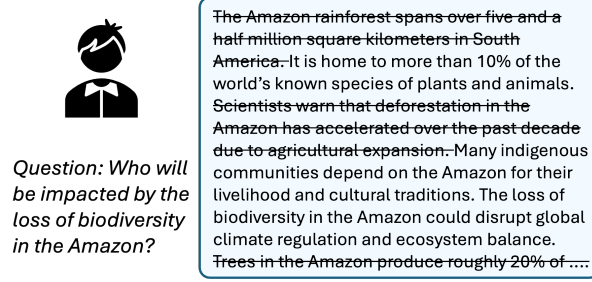 Question: Who will
be impacted by the
loss of biodiversity
in the Amazon?
The Amazon rainforest spans over five and a
half million square kilometers in South
America. It is home to more than 10% of the
world's known species of plants and animals.
Scientists warn that deforestation in the
Amazon has accelerated over the past decade
due to agricultural expansion. Many indigenous
communities depend on the Amazon for their
livelihood and cultural traditions. The loss of
biodiversity in the Amazon could disrupt global
climate regulation and ecosystem balance.
Trees in the Amazon produce roughly 20% of ....